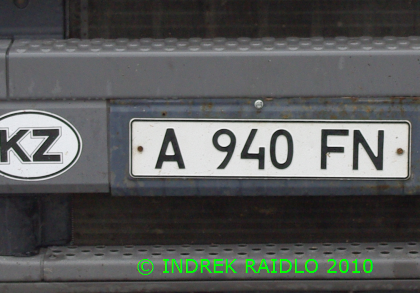 KZ
A 940 FN
© INDREK RAIDLO 2010